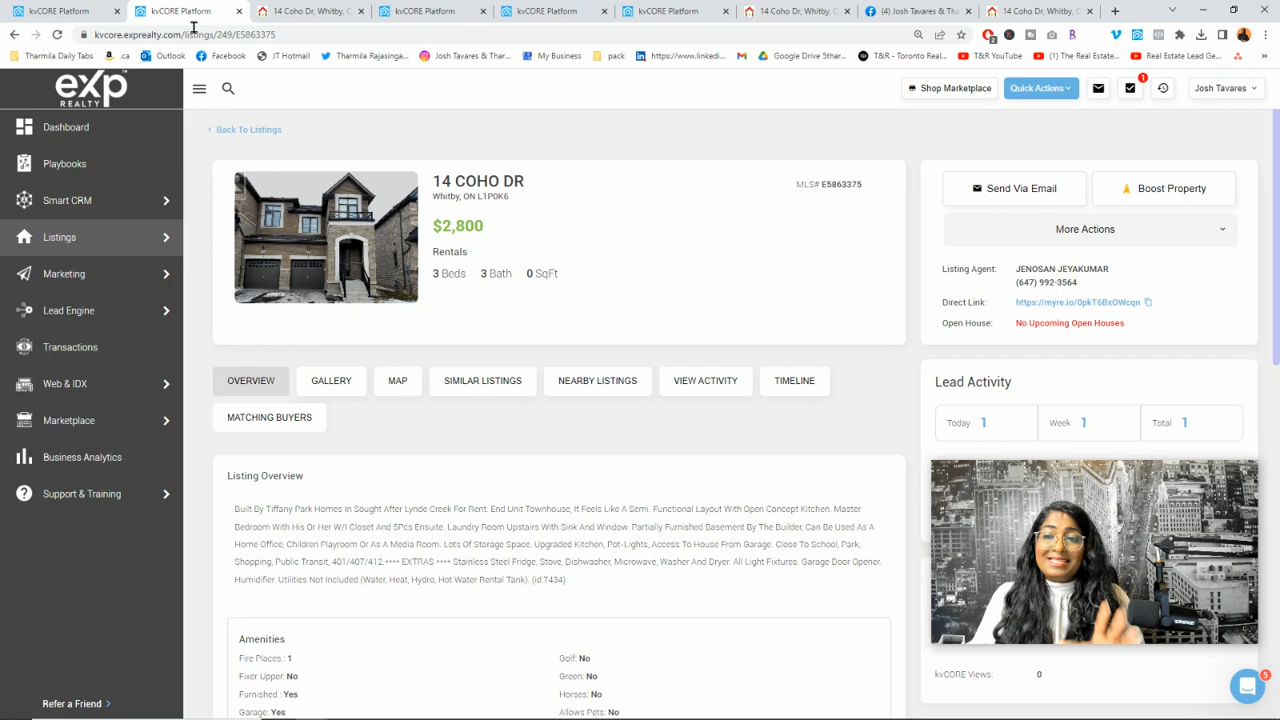 kvCORE Platform
kvCORE Platform
14 Coho Dr, Whitby, C
kvCORE Platform
kvCORE Platform
kvCORE Platform
14 Coho Dr, Whitby, O
(4) Josh Tavares & Tha
14 Coho Dr, Whitby, O
kvcore.exprealty.com/listings/249/E5863375
Tharmila Daily Tabs
.ca
Outlook
Facebook
JT Hotmail
Tharmila Rajasinga...
Josh Tavares & Thar...
My Business
pack
https://www.linkedi...
Google Drive 5thar...
T&R - Toronto Real...
T&R YouTube
(1) The Real Estate...
Real Estate Lead Ge...
exp
REALTY
Shop Marketplace
Quick Actions
1
Josh Tavares
Dashboard
Playbooks
Smart CRM
Listings
Marketing
Lead Engine
Transactions
Web & IDX
Marketplace
Business Analytics
Support & Training
Refer a Friend
Back To Listings
14 COHO DR
Whitby, ON L1P0K6
MLS# E5863375
$2,800
Rentals
3 Beds 3 Bath 0 SqFt
Send Via Email
Boost Property
More Actions
Listing Agent: JENOSAN JEYAKUMAR
(647) 992-3564
Direct Link: https://myre.io/0pkT6BxOWcqn
Open House: No Upcoming Open Houses
OVERVIEW
GALLERY
MAP
SIMILAR LISTINGS
NEARBY LISTINGS
VIEW ACTIVITY
TIMELINE
MATCHING BUYERS
Lead Activity
Today 1
Week 1
Total 1
Listing Overview
Built By Tiffany Park Homes In Sought After Lynde Creek For Rent. End Unit Townhouse, It Feels Like A Semi. Functional Layout With Open Concept Kitchen. Master
Bedroom With His Or Her W/I Closet And 5Pcs Ensuite. Laundry Room Upstairs With Sink And Window. Partially Furnished Basement By The Builder, Can Be Used As A
Home Office, Children Playroom Or As A Media Room. Lots Of Storage Space. Upgraded Kitchen, Pot-Lights, Access To House From Garage. Close To School, Park,
Shopping, Public Transit, 401/407/412.**** EXTRAS **** Stainless Steel Fridge, Stove, Dishwasher, Microwave, Washer And Dryer. All Light Fixtures. Garage Door Opener.
Humidifier. Utilities Not Included (Water, Heat, Hydro, Hot Water Rental Tank). (id:7434)
Amenities
Fire Places : 1
Fixer Upper: No
Furnished : Yes
Garage: Yes
Golf: No
Green: No
Horses: No
Allows Pets: No
kvCORE Views: 0
5